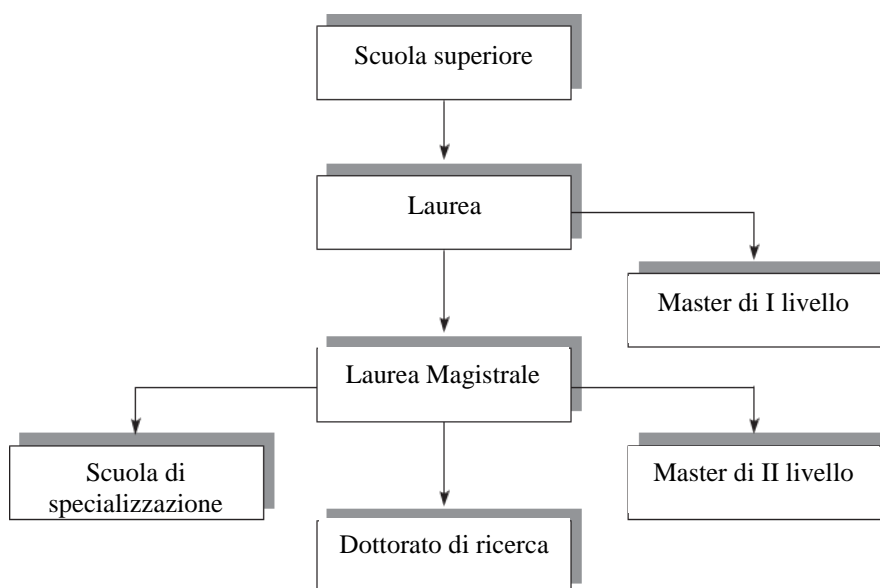 Scuola superiore
Laurea
Master di I livello
Laurea Magistrale
Scuola di
specializzazione
Master di II livello
Dottorato di ricerca